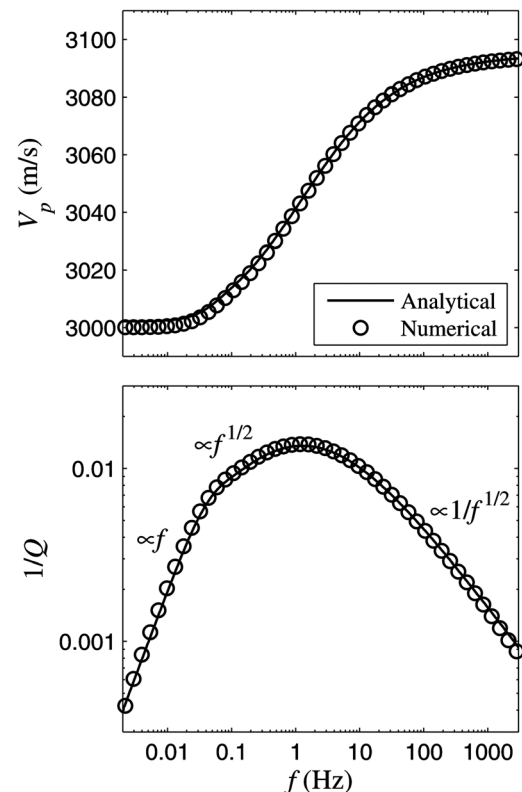 3100
3080
3060
3040
3020
3000
V_p (m/s)
Analytical
Numerical
0.01
0.001
1/Q
∝f
∝f^{1/2}
∝1/f^{1/2}
0.01 0.1 1 10 100 1000
f (Hz)